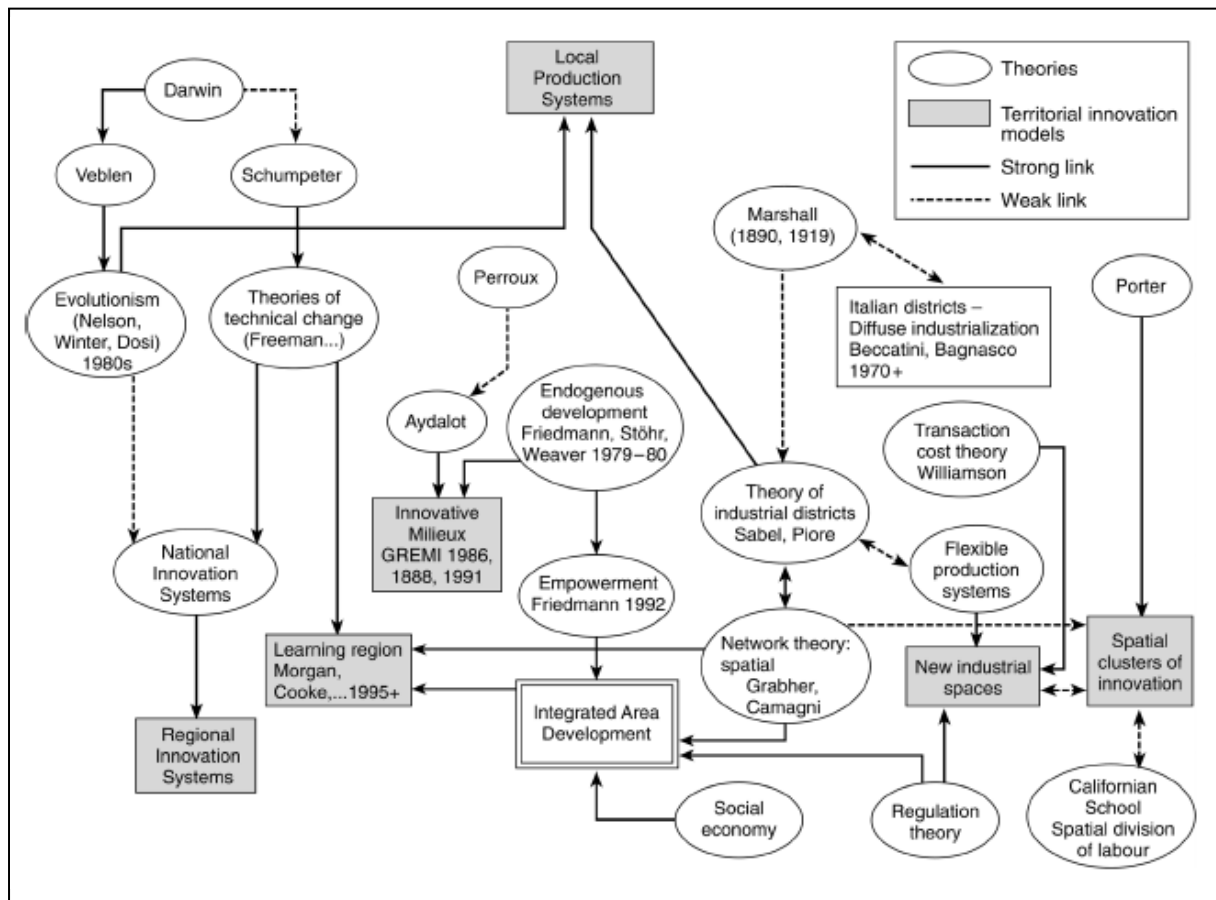 Local
Production
Systems
Theories
Territorial innovation
models
Strong link
Weak link
Darwin
Veblen
Schumpeter
Marshall
(1890, 1919)
Perroux
Porter
Evolutionism
(Nelson,
Winter, Dosi)
1980s
Theories of
technical change
(Freeman...)
Italian districts –
Diffuse industrialization
Beccatini, Bagnasco
1970+
Aydalot
Endogenous
development
Friedmann, Stöhr,
Weaver 1979–80
Transaction
cost theory
Williamson
Innovative
Milieux
GREMI 1986,
1888, 1991
Theory of
industrial districts
Sabel, Piore
National
Innovation
Systems
Empowerment
Friedmann 1992
Flexible
production
systems
Learning region
Morgan,
Cooke,...1995+
Network theory:
spatial
Grabher,
Camagni
New industrial
spaces
Spatial
clusters of
innovation
Integrated Area
Development
Regional
Innovation
Systems
Social
economy
Regulation
theory
Californian
School
Spatial division
of labour